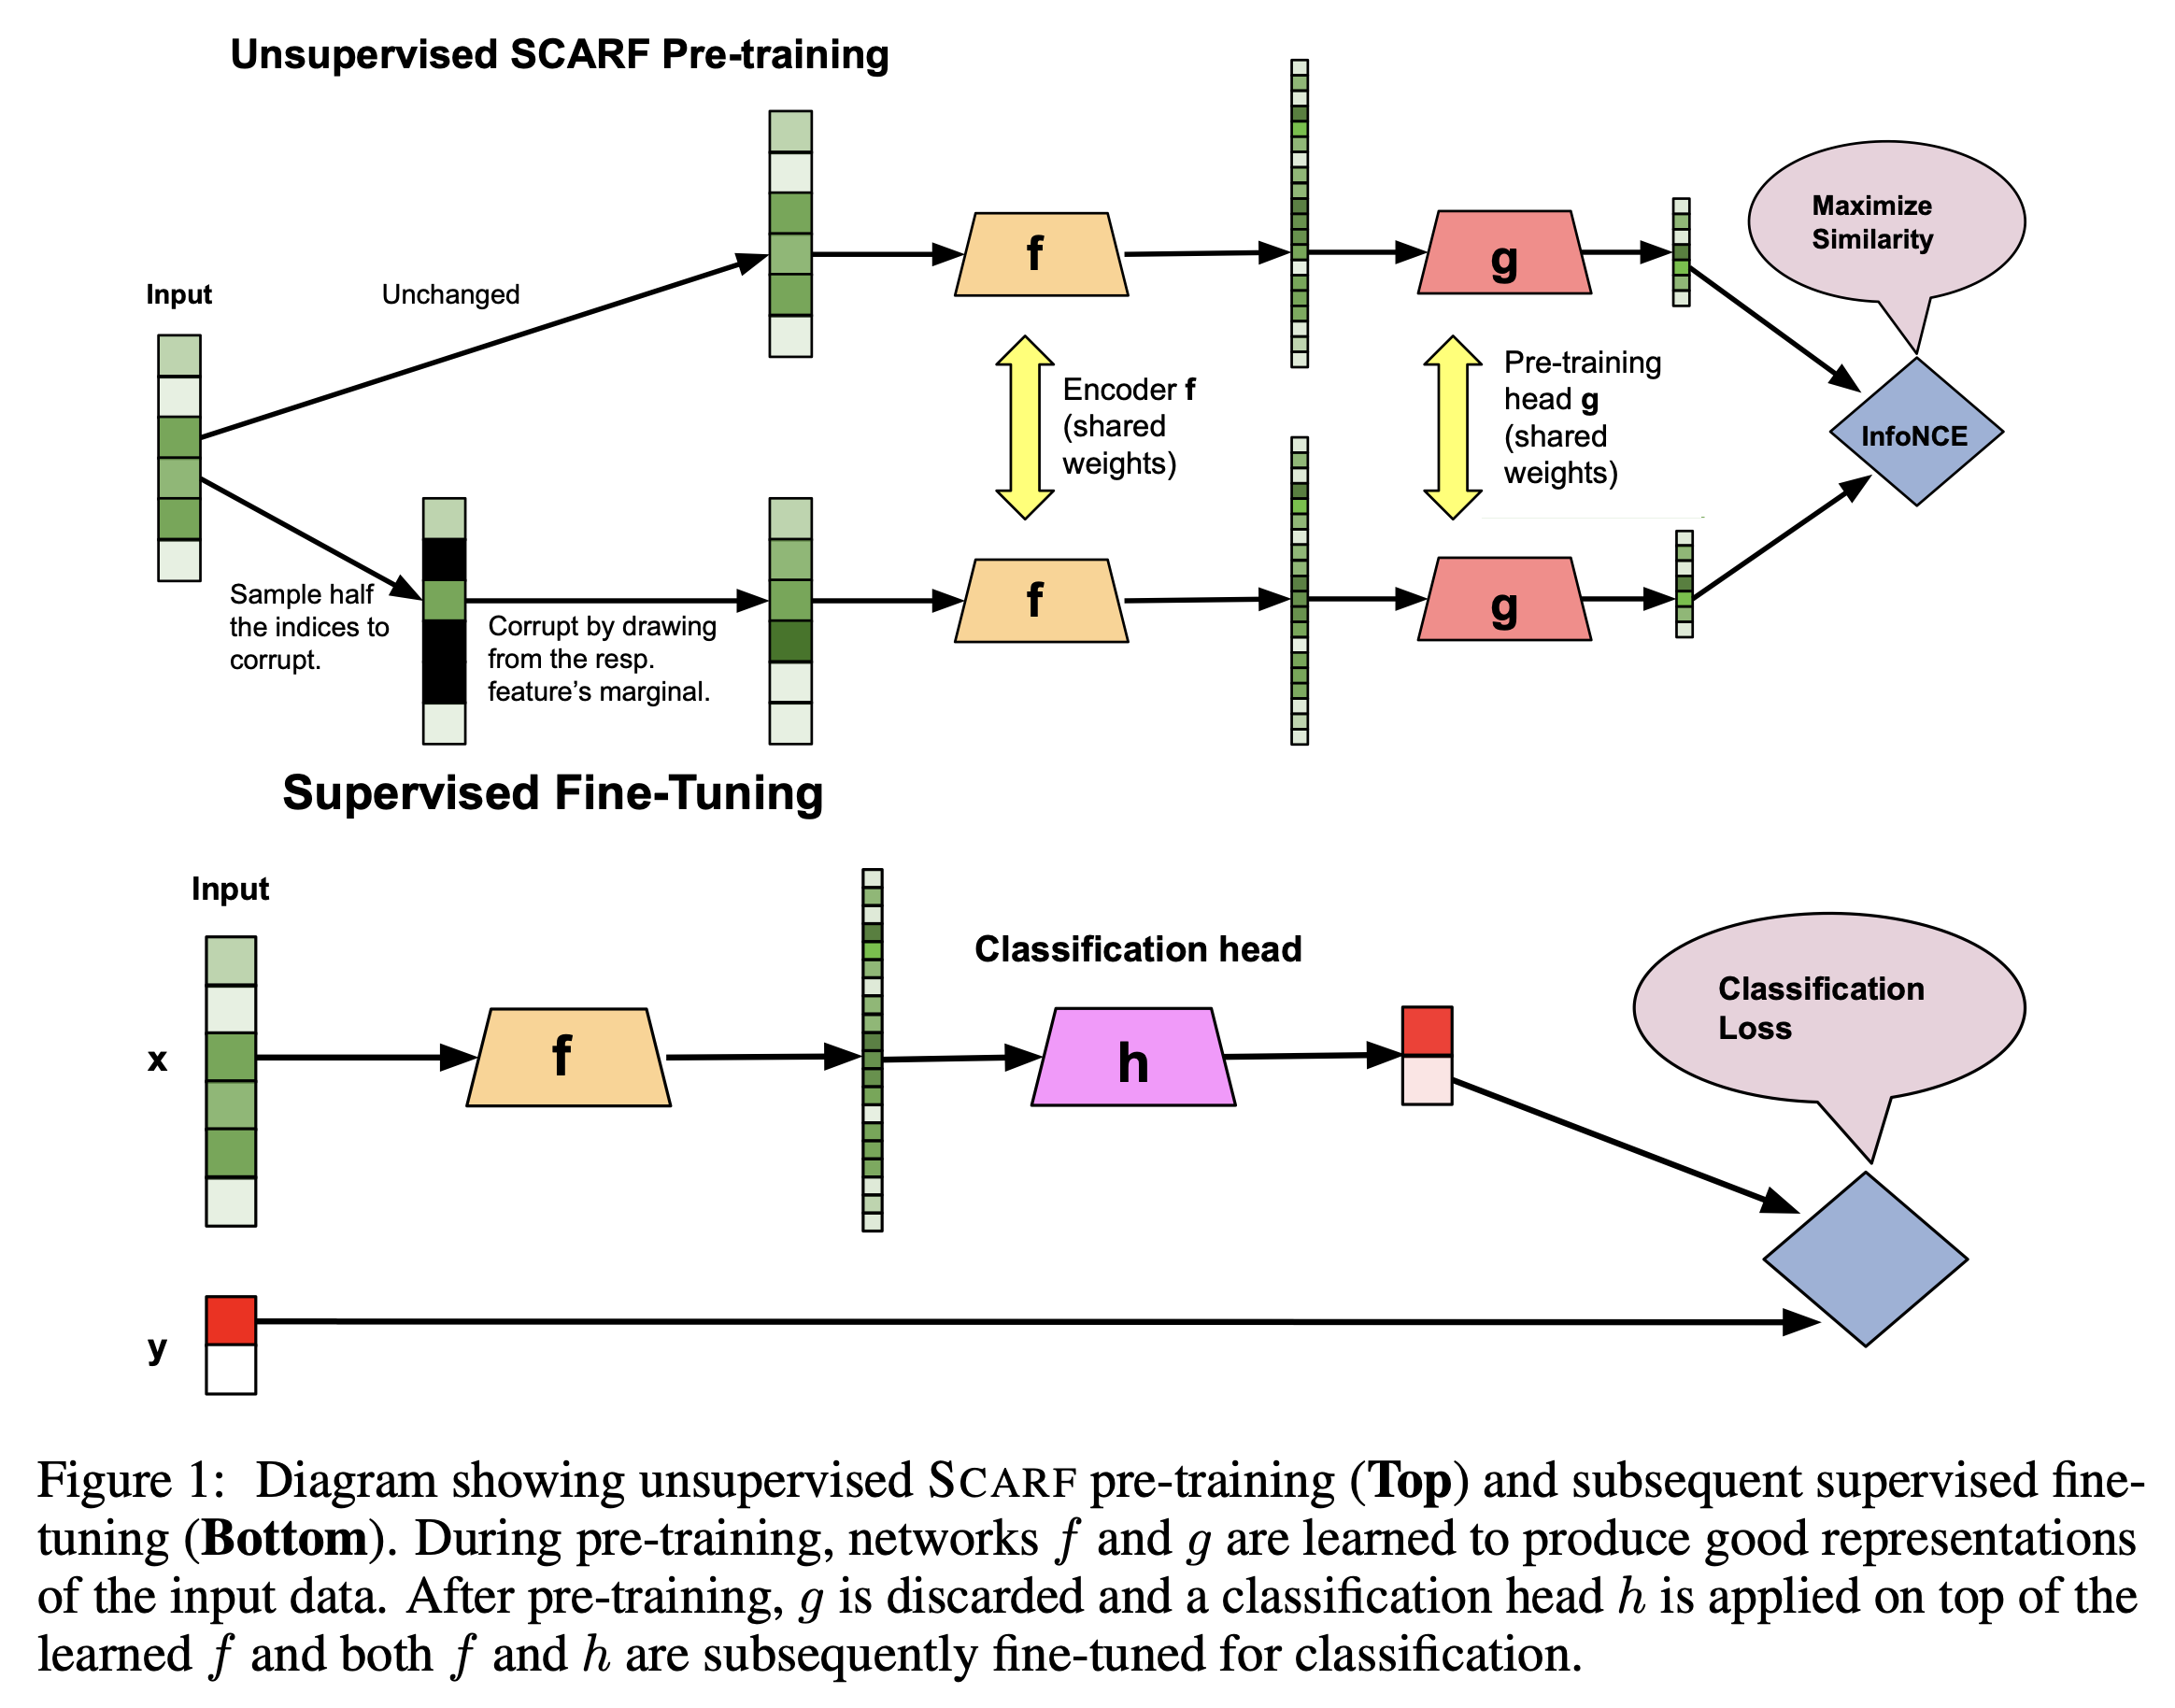 Unsupervised SCARF Pre-training
Input
Unchanged
f
g
Maximize
Similarity
Encoder f
(shared
weights)
Pre-training
head g
(shared
weights)
InfoNCE
Sample half
the indices to
corrupt.
Corrupt by drawing
from the resp.
feature's marginal.
f
g
Supervised Fine-Tuning
Input
x
f
Classification head
h
Classification
Loss
y
Figure 1: Diagram showing unsupervised SCARF pre-training (Top) and subsequent supervised fine-
tuning (Bottom). During pre-training, networks f and g are learned to produce good representations
of the input data. After pre-training, g is discarded and a classification head h is applied on top of the
learned f and both f and h are subsequently fine-tuned for classification.